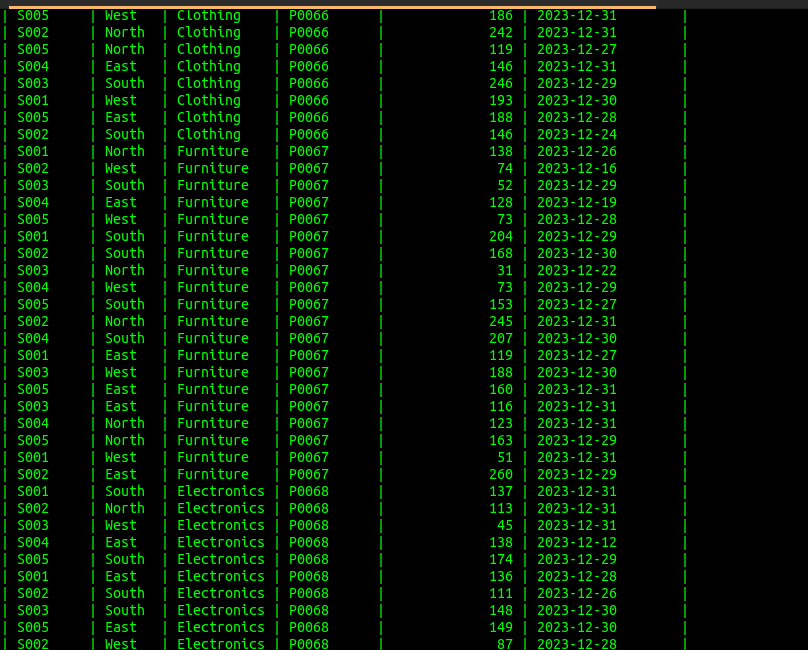 | S005 | West | Clothing | P0066 | 186 | 2023-12-31 |
| S002 | North | Clothing | P0066 | 242 | 2023-12-31 |
| S005 | North | Clothing | P0066 | 119 | 2023-12-27 |
| S004 | East | Clothing | P0066 | 146 | 2023-12-31 |
| S003 | South | Clothing | P0066 | 246 | 2023-12-29 |
| S001 | West | Clothing | P0066 | 193 | 2023-12-30 |
| S005 | East | Clothing | P0066 | 188 | 2023-12-28 |
| S002 | South | Clothing | P0066 | 146 | 2023-12-24 |
| S001 | North | Furniture | P0067 | 138 | 2023-12-26 |
| S002 | West | Furniture | P0067 | 74 | 2023-12-16 |
| S003 | South | Furniture | P0067 | 52 | 2023-12-29 |
| S004 | East | Furniture | P0067 | 128 | 2023-12-19 |
| S005 | West | Furniture | P0067 | 73 | 2023-12-28 |
| S001 | South | Furniture | P0067 | 204 | 2023-12-29 |
| S002 | South | Furniture | P0067 | 168 | 2023-12-30 |
| S003 | North | Furniture | P0067 | 31 | 2023-12-22 |
| S004 | West | Furniture | P0067 | 73 | 2023-12-29 |
| S005 | South | Furniture | P0067 | 153 | 2023-12-27 |
| S002 | North | Furniture | P0067 | 245 | 2023-12-31 |
| S004 | South | Furniture | P0067 | 207 | 2023-12-30 |
| S001 | East | Furniture | P0067 | 119 | 2023-12-27 |
| S003 | West | Furniture | P0067 | 188 | 2023-12-30 |
| S005 | East | Furniture | P0067 | 160 | 2023-12-31 |
| S003 | East | Furniture | P0067 | 116 | 2023-12-29 |
| S004 | North | Furniture | P0067 | 123 | 2023-12-31 |
| S005 | North | Furniture | P0067 | 163 | 2023-12-29 |
| S001 | West | Furniture | P0067 | 51 | 2023-12-31 |
| S002 | East | Furniture | P0067 | 260 | 2023-12-29 |
| S001 | South | Electronics | P0068 | 137 | 2023-12-31 |
| S002 | North | Electronics | P0068 | 113 | 2023-12-31 |
| S003 | West | Electronics | P0068 | 45 | 2023-12-31 |
| S004 | East | Electronics | P0068 | 138 | 2023-12-12 |
| S005 | South | Electronics | P0068 | 174 | 2023-12-29 |
| S001 | East | Electronics | P0068 | 136 | 2023-12-28 |
| S002 | South | Electronics | P0068 | 111 | 2023-12-26 |
| S003 | South | Electronics | P0068 | 148 | 2023-12-30 |
| S005 | East | Electronics | P0068 | 149 | 2023-12-30 |
| S002 | West | Electronics | P0068 | 87 | 2023-12-28 |